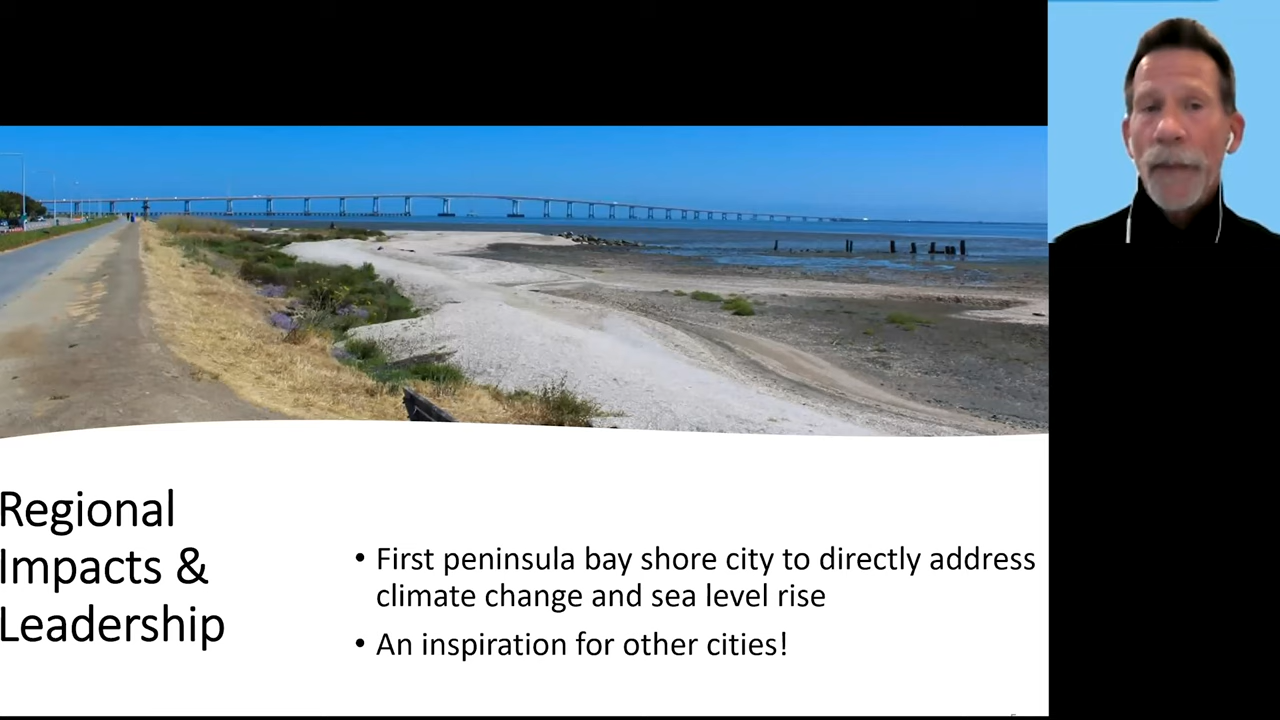 Regional
Impacts &
Leadership
• First peninsula bay shore city to directly address
climate change and sea level rise
• An inspiration for other cities!